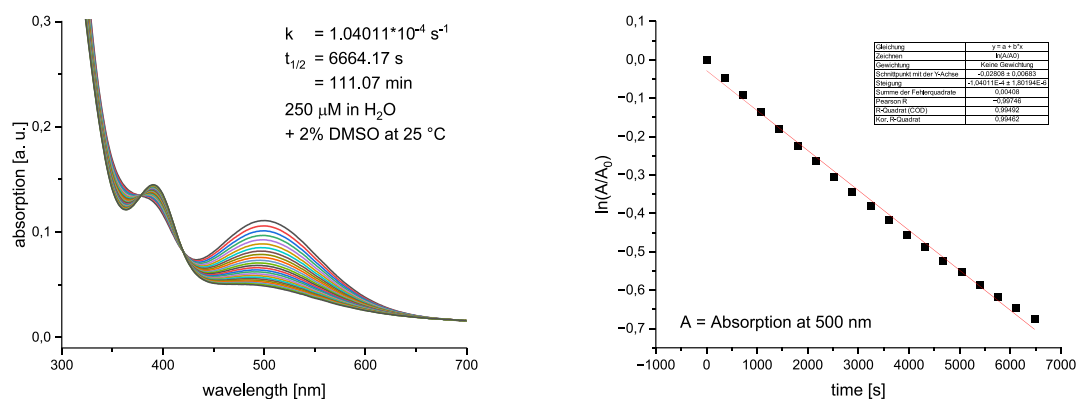 0,3
0,2
0,1
0,0
300
400
500
600
700
absorption [a. u.]
wavelength [nm]
k = 1.04011*10-4 s-1
t1/2 = 6664.17 s
= 111.07 min
250 µM in H2O
+ 2% DMSO at 25 °C
0,1
0,0
−0,1
−0,2
−0,3
−0,4
−0,5
−0,6
−0,7
−1000
0
1000
2000
3000
4000
5000
6000
7000
ln(A/A0)
time [s]
A = Absorption at 500 nm
Gleichung y = a + b*x
Zeichnen ln(A/A0)
Gewichtung Keine Gewichtung
Schnittpunkt mit der Y-Achse -0,02808 ± 0,00683
Steigung -1,04011E-4 ± 1,80194E-6
Summe der Fehlerquadrate 0,00408
Pearson R −0,99746
R-Quadrat (COD) 0,99492
Kor. R-Quadrat 0,99462